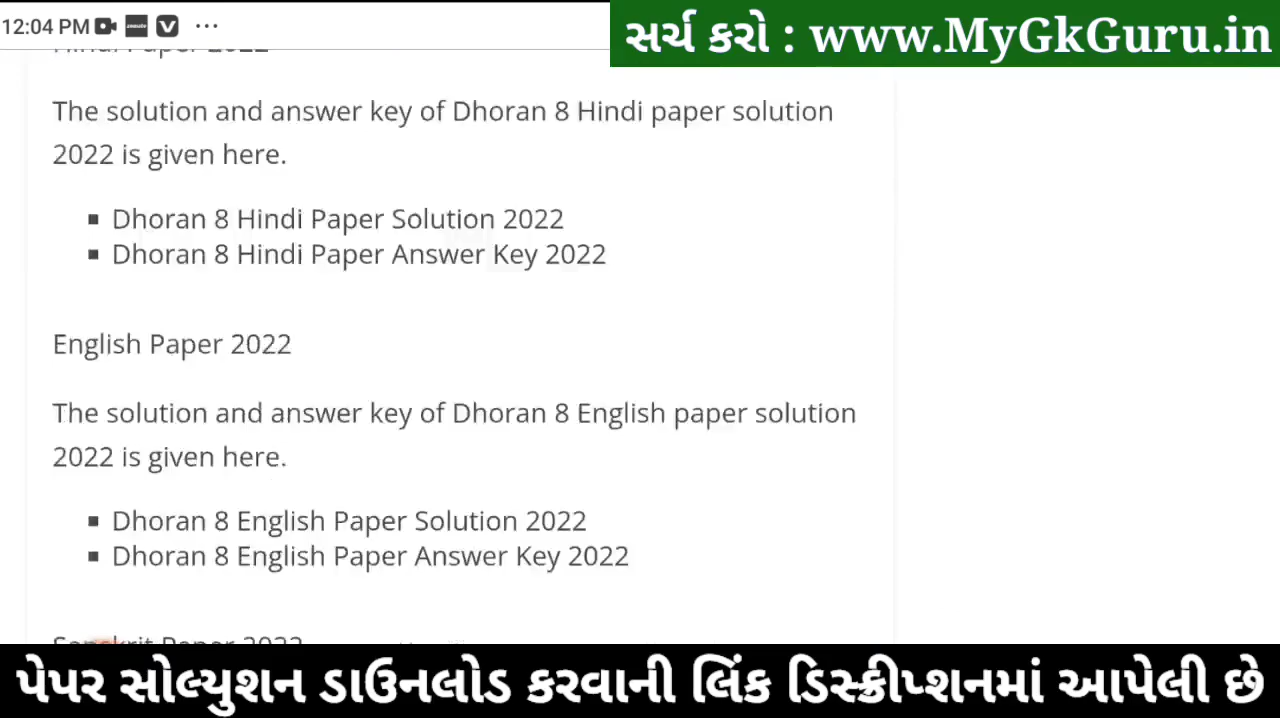 12:04 PM
સર્ચ કરો : www.MyGkGuru.in
The solution and answer key of Dhoran 8 Hindi paper solution
2022 is given here.
▪ Dhoran 8 Hindi Paper Solution 2022
▪ Dhoran 8 Hindi Paper Answer Key 2022
English Paper 2022
The solution and answer key of Dhoran 8 English paper solution
2022 is given here.
▪ Dhoran 8 English Paper Solution 2022
▪ Dhoran 8 English Paper Answer Key 2022
Sanskrit Paper 2022
પેપર સોલ્યુશન ડાઉનલોડ કરવાની લિંક ડિસ્ક્રીપ્શનમાં આપેલી છે